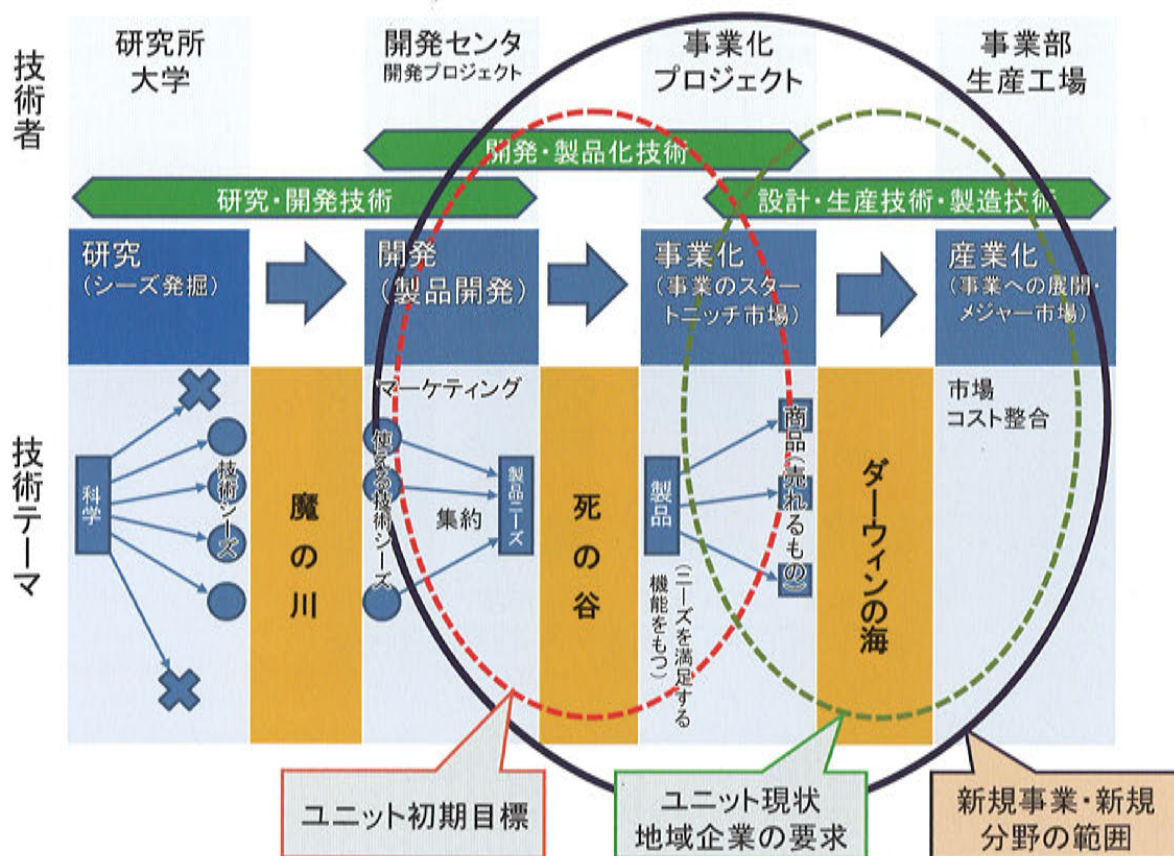 技術者
研究所
大学
開発センタ
開発プロジェクト
事業化
プロジェクト
事業部
生産工場
開発・製品化技術
研究・開発技術
設計・生産技術・製造技術
研究
(シーズ発掘)
開発
(製品開発)
事業化
(事業のスター
トニッチ市場)
産業化
(事業への展開・
メジャー市場)
技術テーマ
科学
技術シーズ
魔の川
マーケティング
使える技術シーズ
集約
製品ニーズ
死の谷
製品
(ニーズを満足する
機能をもつ)
商品(売れるもの)
ダーウィンの海
市場
コスト整合
ユニット初期目標
ユニット現状
地域企業の要求
新規事業・新規
分野の範囲